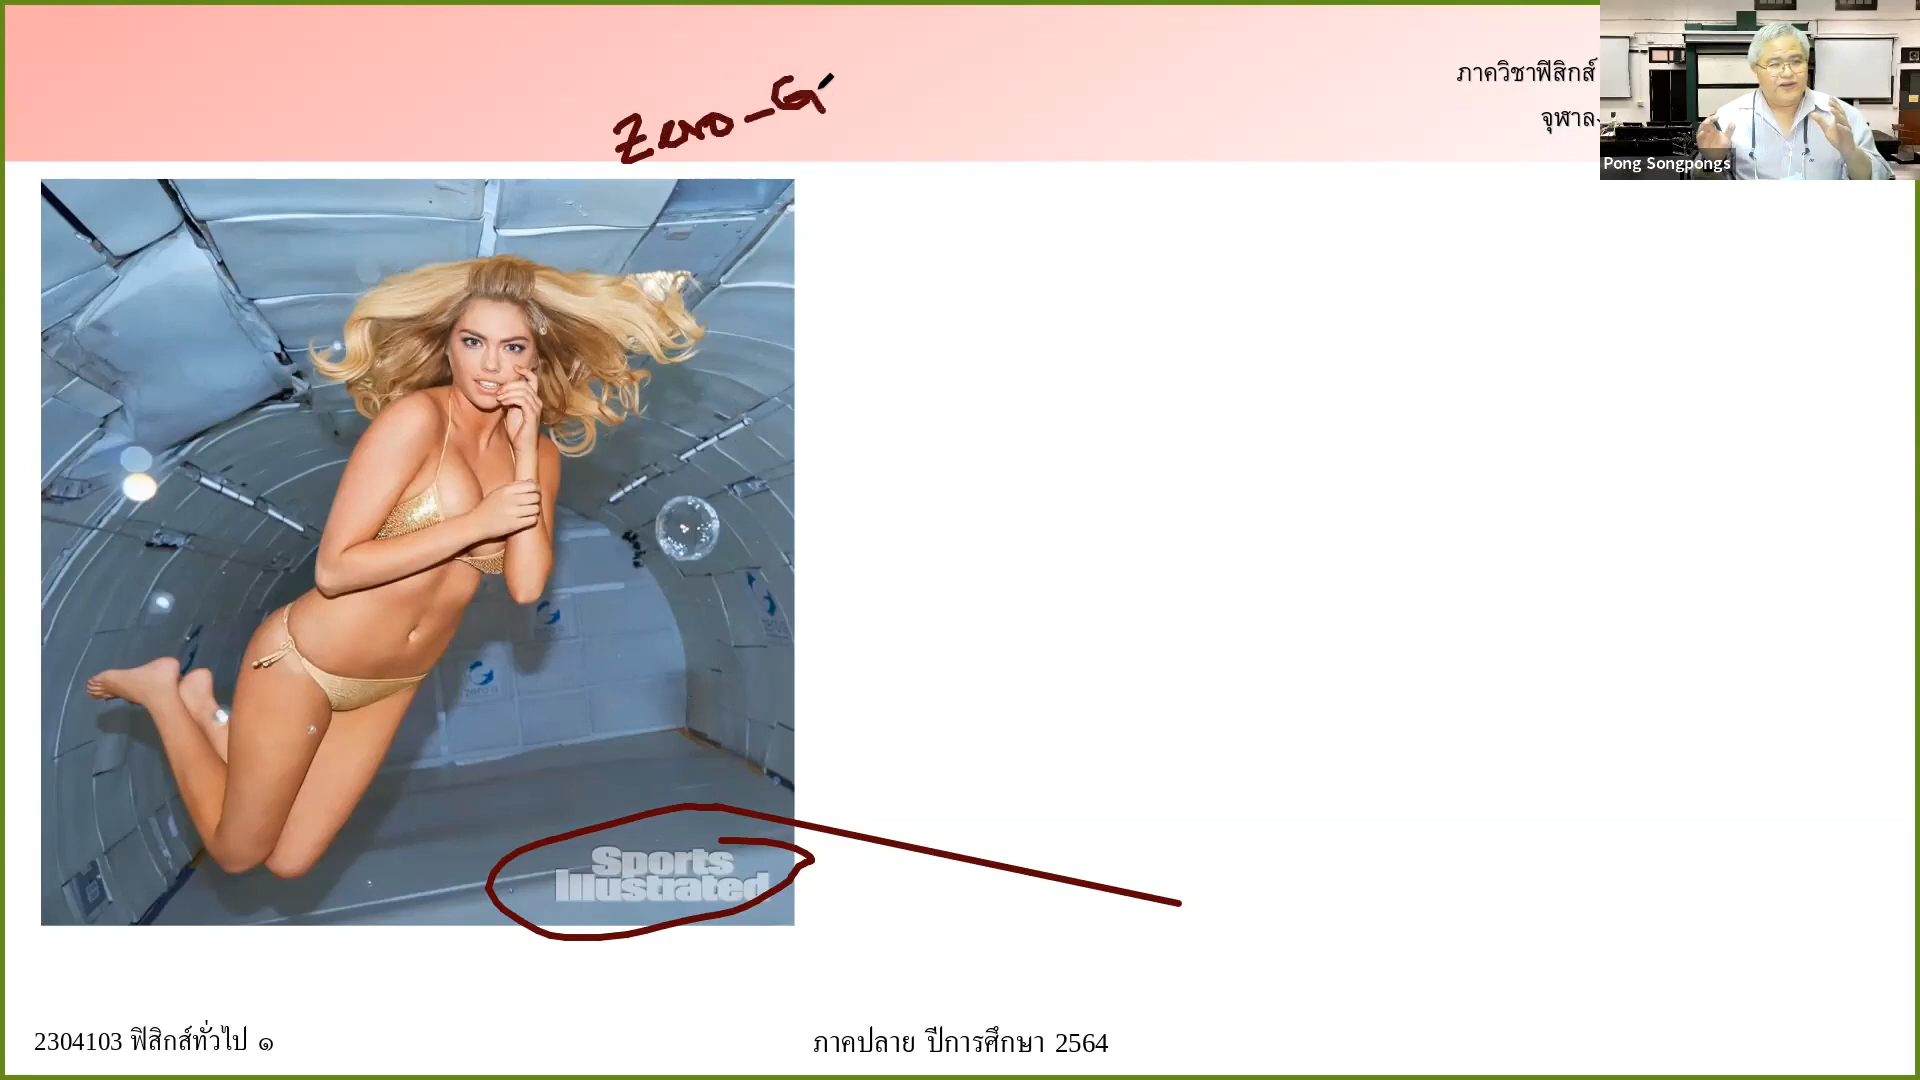 Zero-G
ภาควิชาฟิสิกส์
จุฬาล
Pong Songpongs
Sports
Illustrated
2304103 ฟิสิกส์ทั่วไป ๑
ภาคปลาย ปีการศึกษา 2564